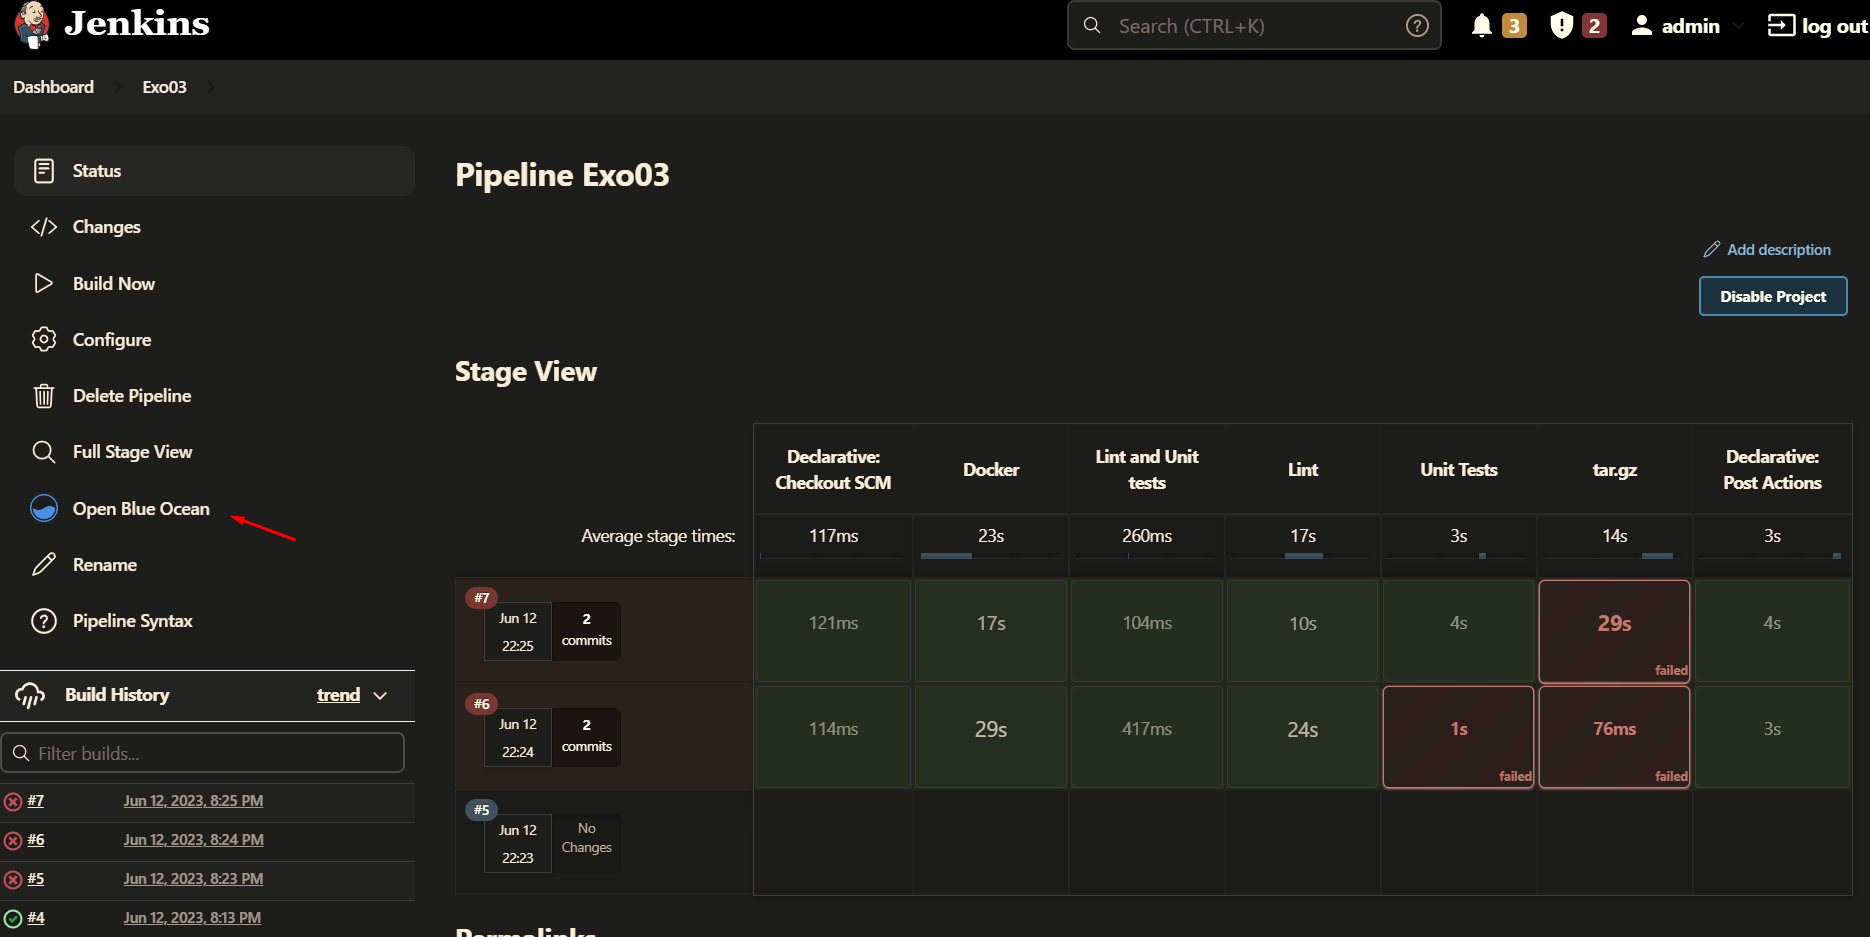 Jenkins
Search (CTRL+K)
3
2
admin
log out
Dashboard
Exo03
Status
Changes
Build Now
Configure
Delete Pipeline
Full Stage View
Open Blue Ocean
Rename
Pipeline Syntax
Build History
trend
Filter builds...
#7 Jun 12, 2023, 8:25 PM
#6 Jun 12, 2023, 8:24 PM
#5 Jun 12, 2023, 8:23 PM
#4 Jun 12, 2023, 8:13 PM
Pipeline Exo03
Add description
Disable Project
Stage View
Declarative: Checkout SCM
Docker
Lint and Unit tests
Lint
Unit Tests
tar.gz
Declarative: Post Actions
Average stage times: 117ms 23s 260ms 17s 3s 14s 3s
#7
Jun 12
22:25
2
commits
121ms 17s 104ms 10s 4s 29s 4s
failed
#6
Jun 12
22:24
2
commits
114ms 29s 417ms 24s 1s 76ms 3s
failed failed
#5
Jun 12
22:23
No
Changes
Permalinks